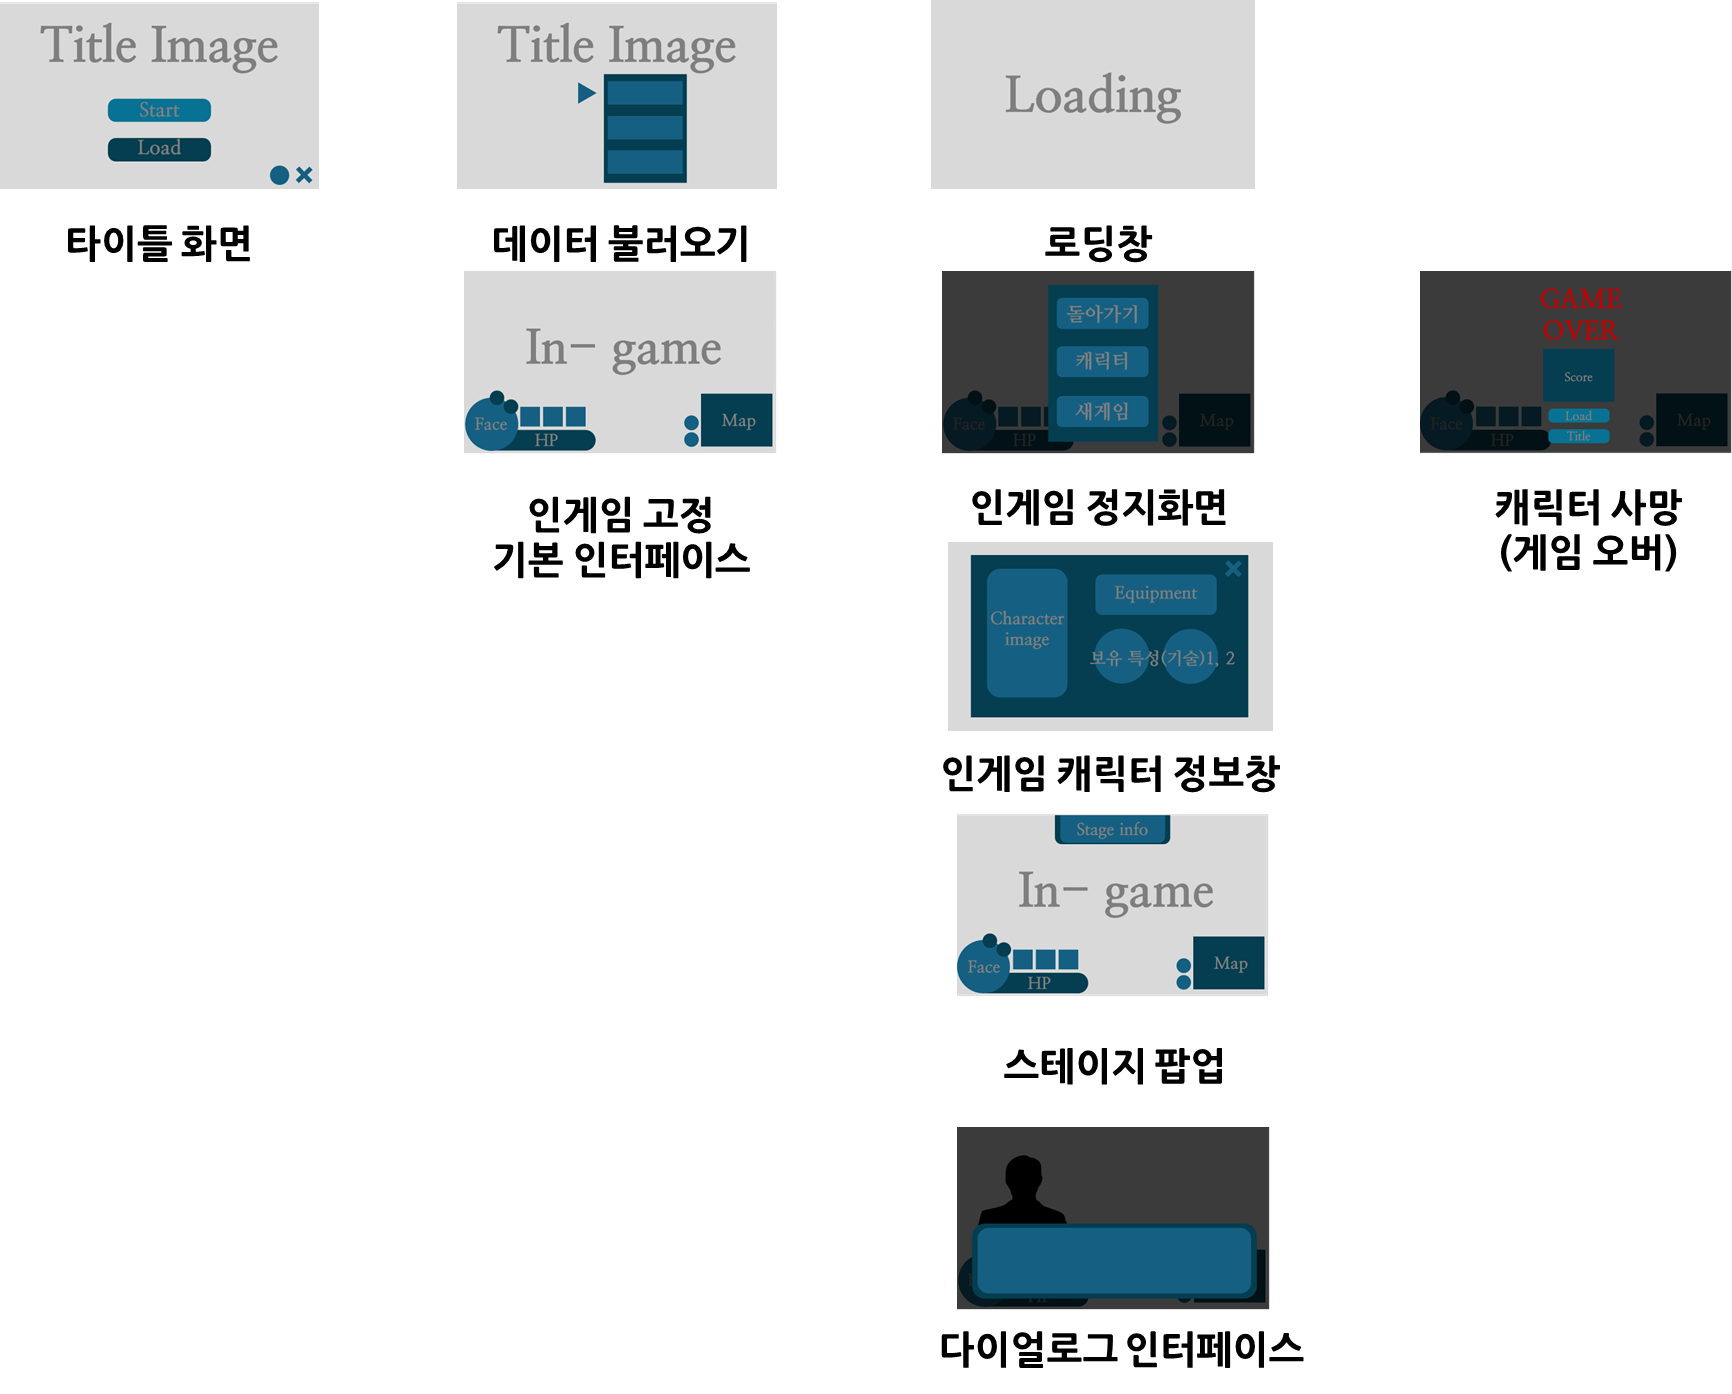 Title Image
Start
Load
타이틀 화면
Title Image
데이터 불러오기
Loading
로딩창
In- game
Face
HP
Map
인게임 고정
기본 인터페이스
돌아가기
캐릭터
새게임
Face
HP
Map
인게임 정지화면
GAME
OVER
Score
Load
Title
Face
HP
Map
캐릭터 사망
(게임 오버)
Character
image
Equipment
보유 특성(기술)1, 2
인게임 캐릭터 정보창
Stage info
In- game
Face
HP
Map
스테이지 팝업
HP
다이얼로그 인터페이스